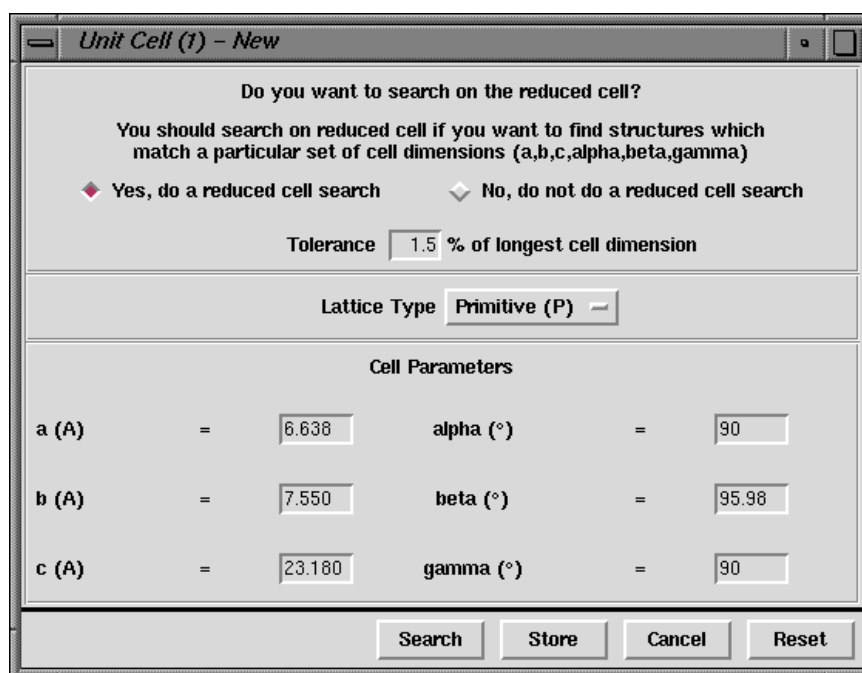 Unit Cell (1) – New
Do you want to search on the reduced cell?
You should search on reduced cell if you want to find structures which
match a particular set of cell dimensions (a,b,c,alpha,beta,gamma)
Yes, do a reduced cell search No, do not do a reduced cell search
Tolerance 1.5 % of longest cell dimension
Lattice Type Primitive (P)
Cell Parameters
a (A) = 6.638 alpha (°) = 90
b (A) = 7.550 beta (°) = 95.98
c (A) = 23.180 gamma (°) = 90
Search Store Cancel Reset